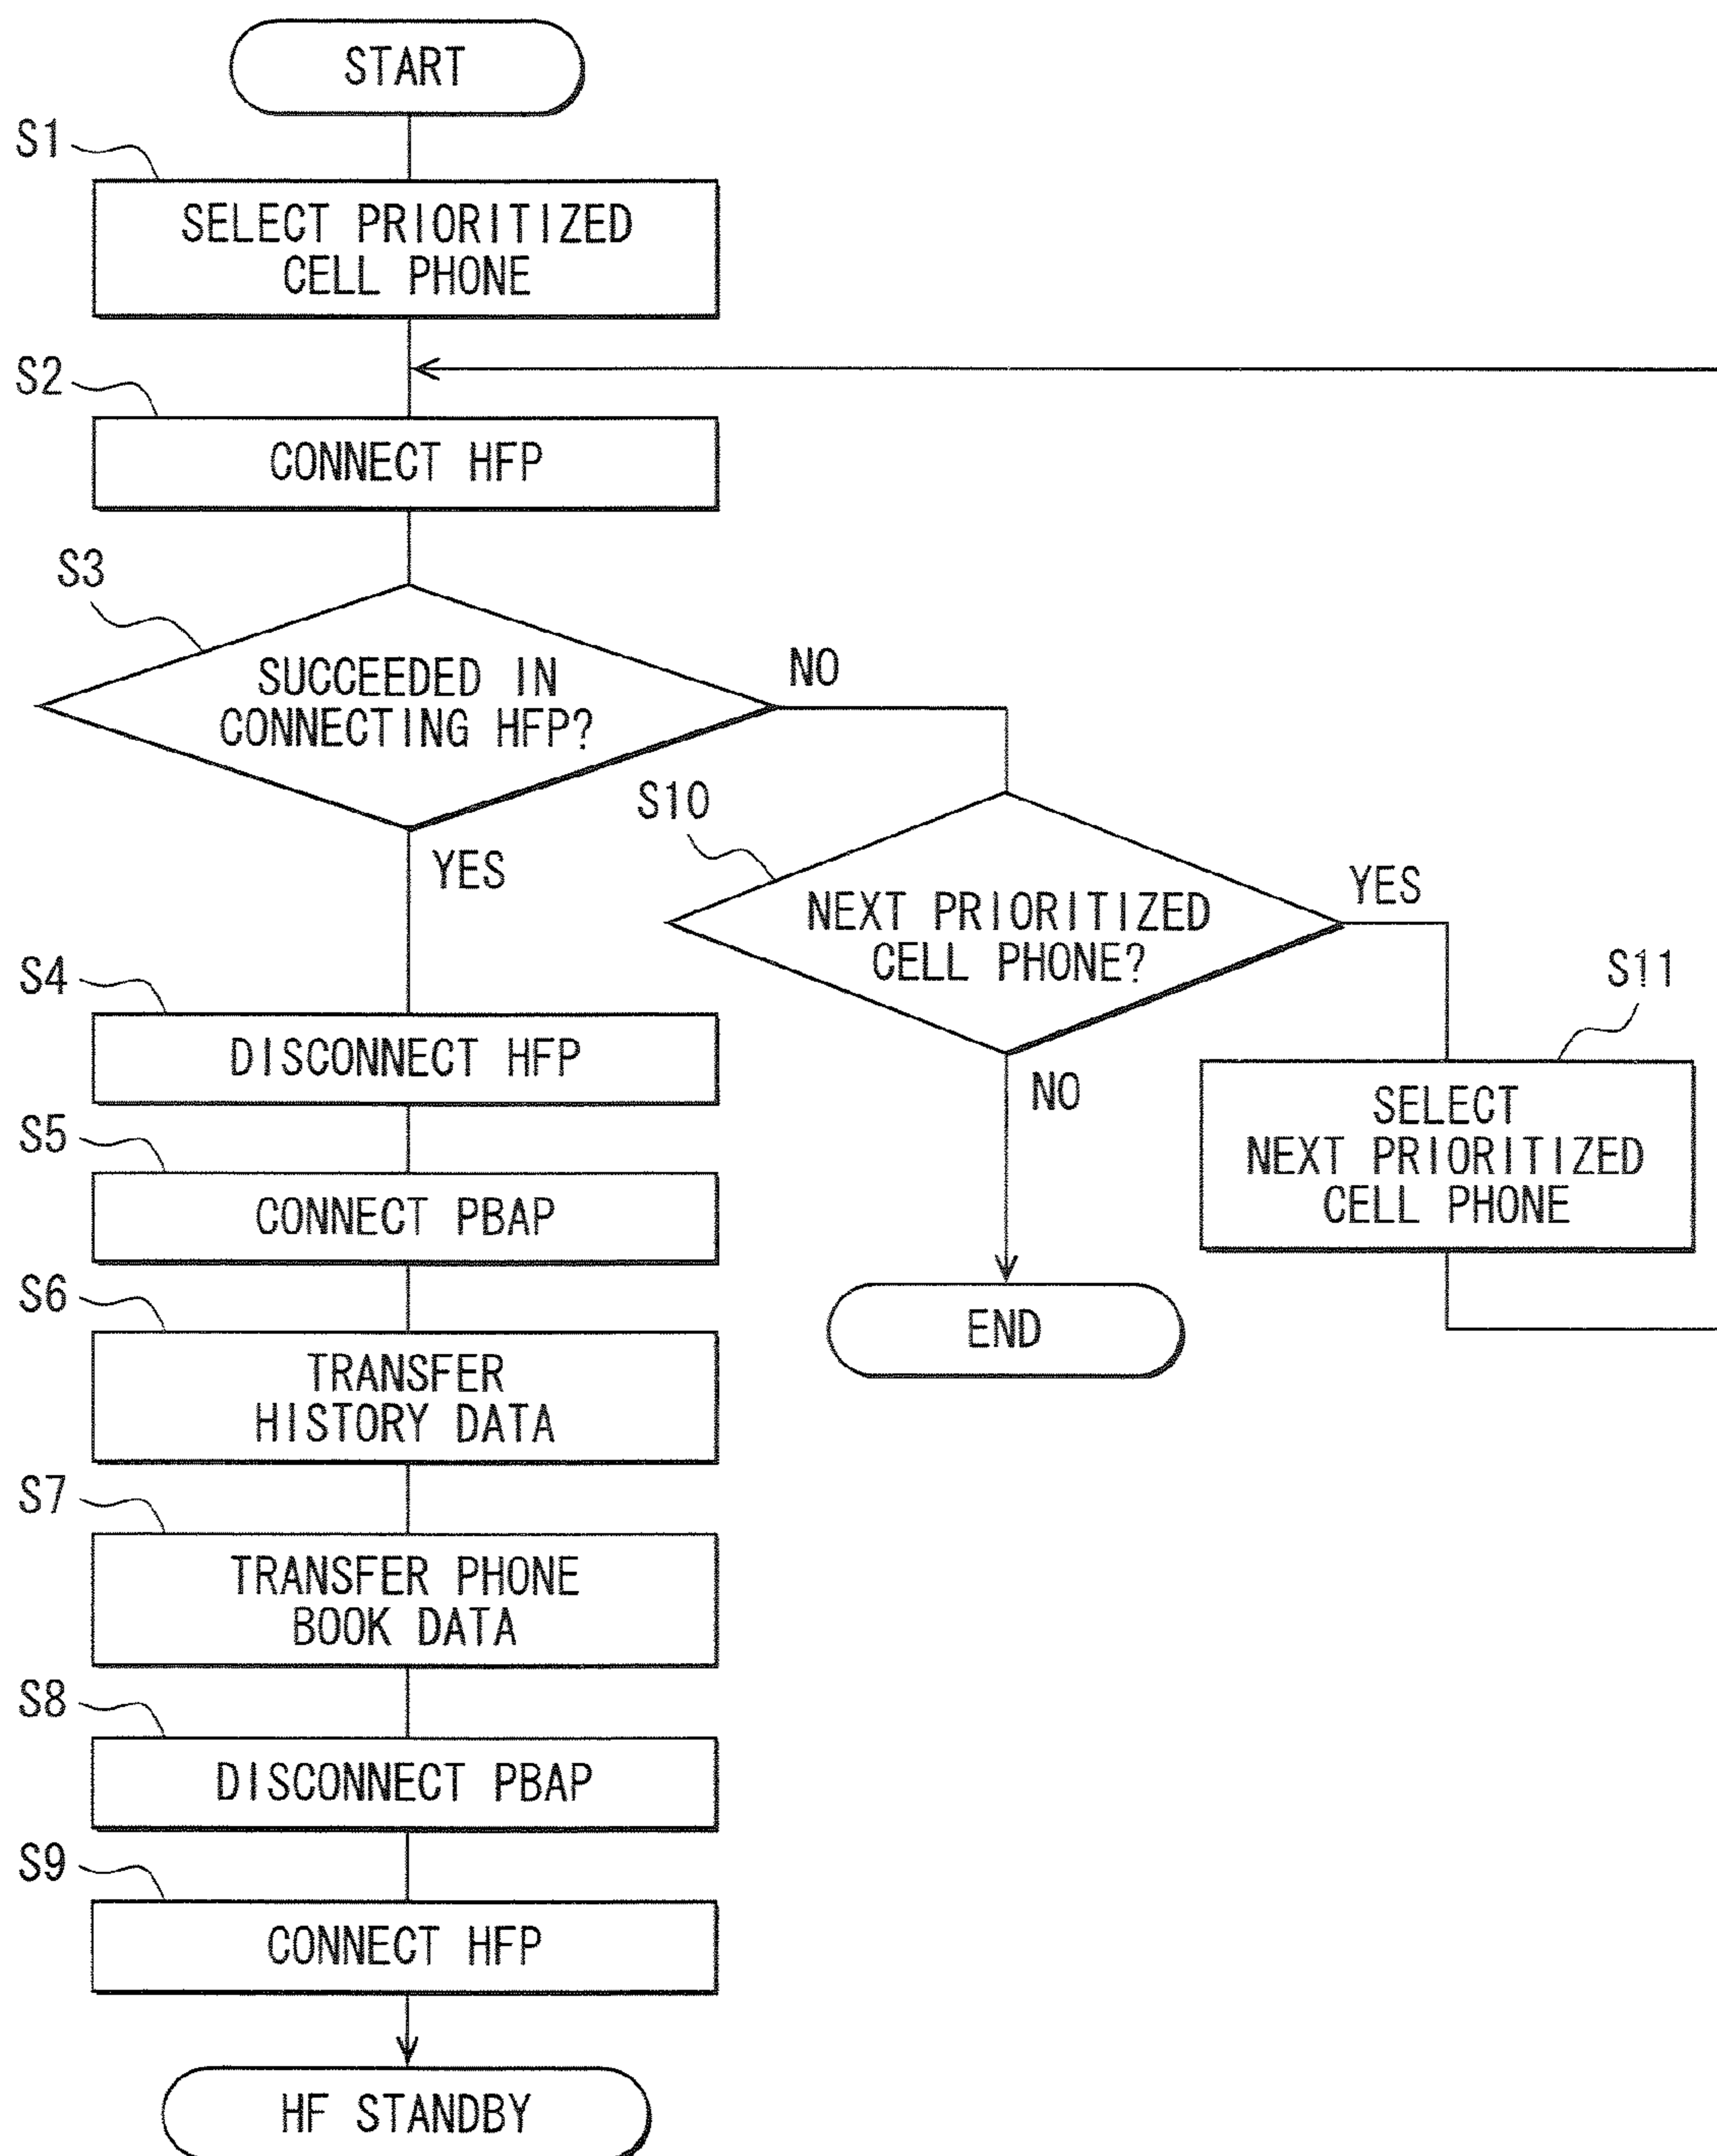 START
S1
SELECT PRIORITIZED
CELL PHONE
S2
CONNECT HFP
S3
SUCCEEDED IN
CONNECTING HFP?
NO
YES
S10
NEXT PRIORITIZED
CELL PHONE?
YES
NO
S11
SELECT
NEXT PRIORITIZED
CELL PHONE
END
S4
DISCONNECT HFP
S5
CONNECT PBAP
S6
TRANSFER
HISTORY DATA
S7
TRANSFER PHONE
BOOK DATA
S8
DISCONNECT PBAP
S9
CONNECT HFP
HF STANDBY